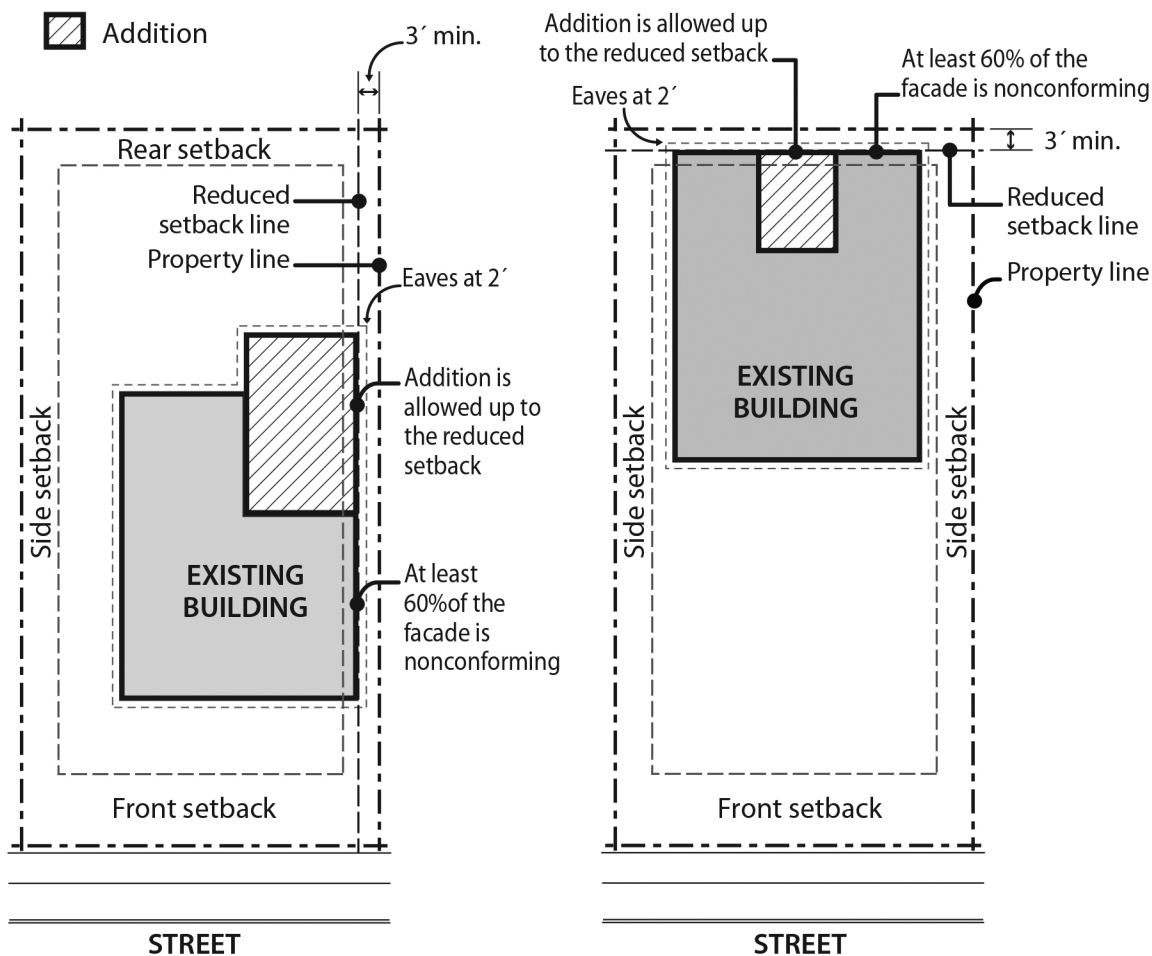 Addition
3´ min.
Rear setback
Reduced
setback line
Property line
Eaves at 2´
Addition is
allowed up to
the reduced
setback
Side setback
EXISTING
BUILDING
At least
60%of the
facade is
nonconforming
Front setback
STREET
Addition is allowed up
to the reduced setback
At least 60% of the
facade is nonconforming
Eaves at 2´
3´ min.
Reduced
setback line
Property line
EXISTING
BUILDING
Side setback
Side setback
Front setback
STREET